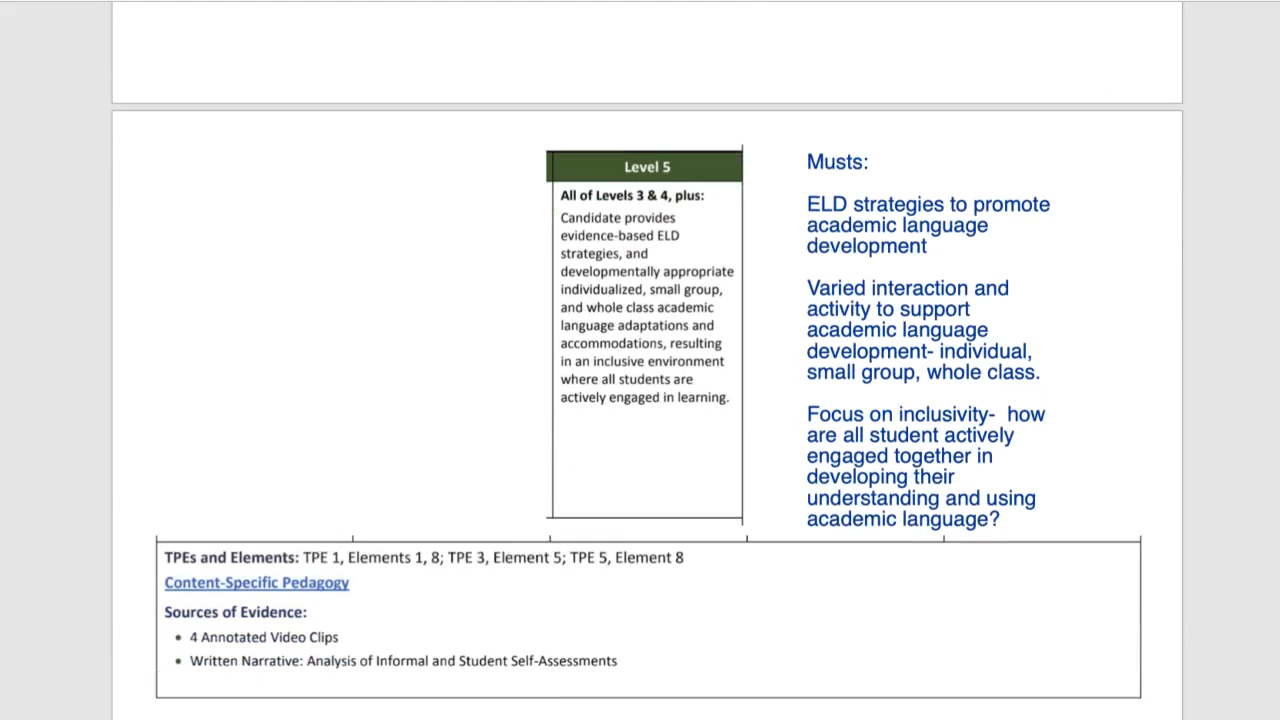 Level 5
All of Levels 3 & 4, plus:
Candidate provides
evidence-based ELD
strategies, and
developmentally appropriate
individualized, small group,
and whole class academic
language adaptations and
accommodations, resulting
in an inclusive environment
where all students are
actively engaged in learning.
Musts:
ELD strategies to promote
academic language
development
Varied interaction and
activity to support
academic language
development- individual,
small group, whole class.
Focus on inclusivity-  how
are all student actively
engaged together in
developing their
understanding and using
academic language?
TPEs and Elements: TPE 1, Elements 1, 8; TPE 3, Element 5; TPE 5, Element 8
Content-Specific Pedagogy
Sources of Evidence:
• 4 Annotated Video Clips
• Written Narrative: Analysis of Informal and Student Self-Assessments